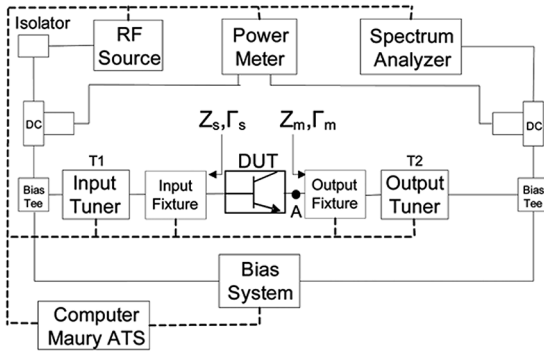 Isolator
RF
Source
Power
Meter
Spectrum
Analyzer
DC
DC
Zs,Γs
Zm,Γm
T1
DUT
T2
Bias
Tee
Input
Tuner
Input
Fixture
A
Output
Fixture
Output
Tuner
Bias
Tee
Bias
System
Computer
Maury ATS